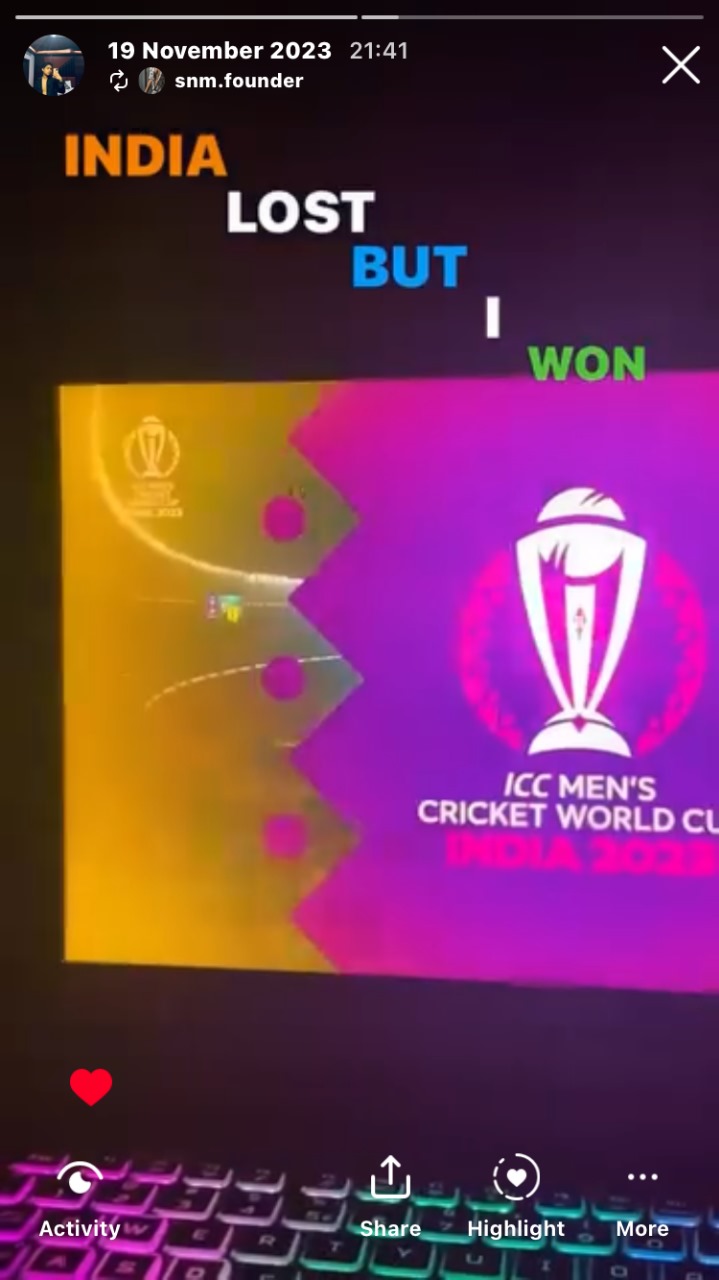 19 November 2023 21:41
snm.founder
INDIA
LOST
BUT
I
WON
ICC MEN'S
CRICKET WORLD CU
INDIA 2023
Activity
Share
Highlight
More
W
E
R
T
Y
U
I
O
A
S
D